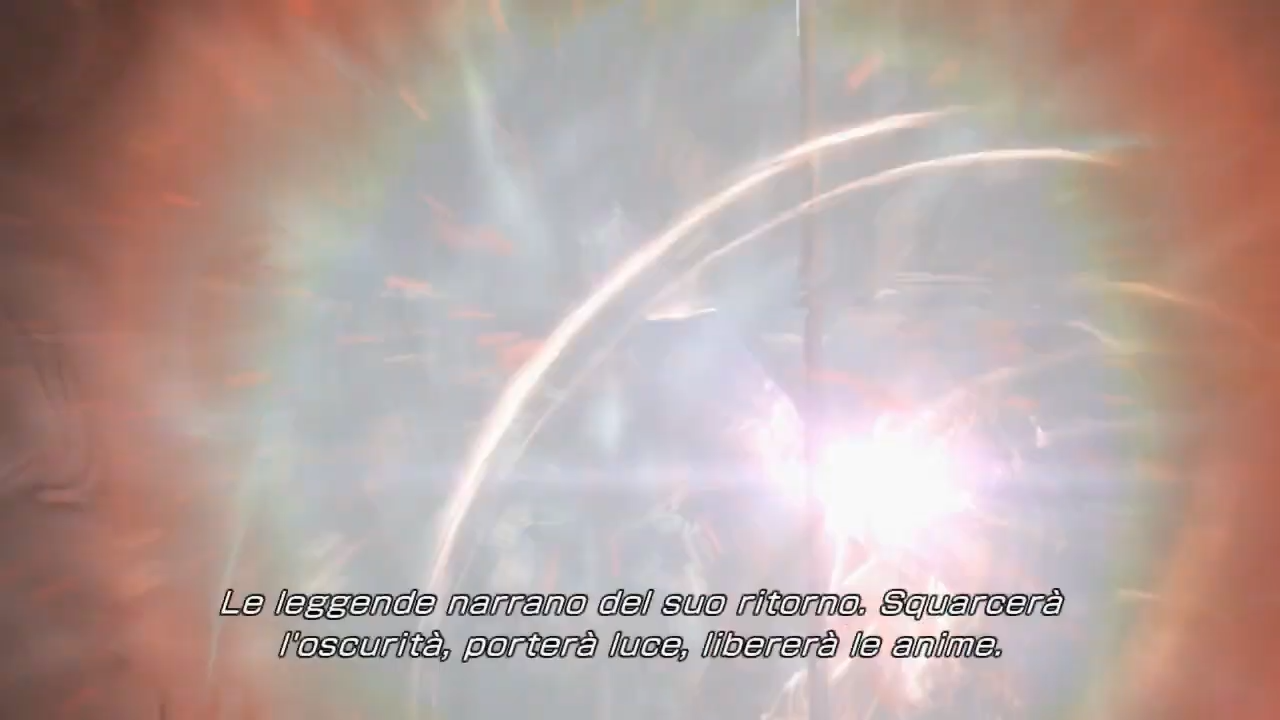 Le leggende narrano del suo ritorno. Squarcerà
l'oscurità, porterà luce, libererà le anime.